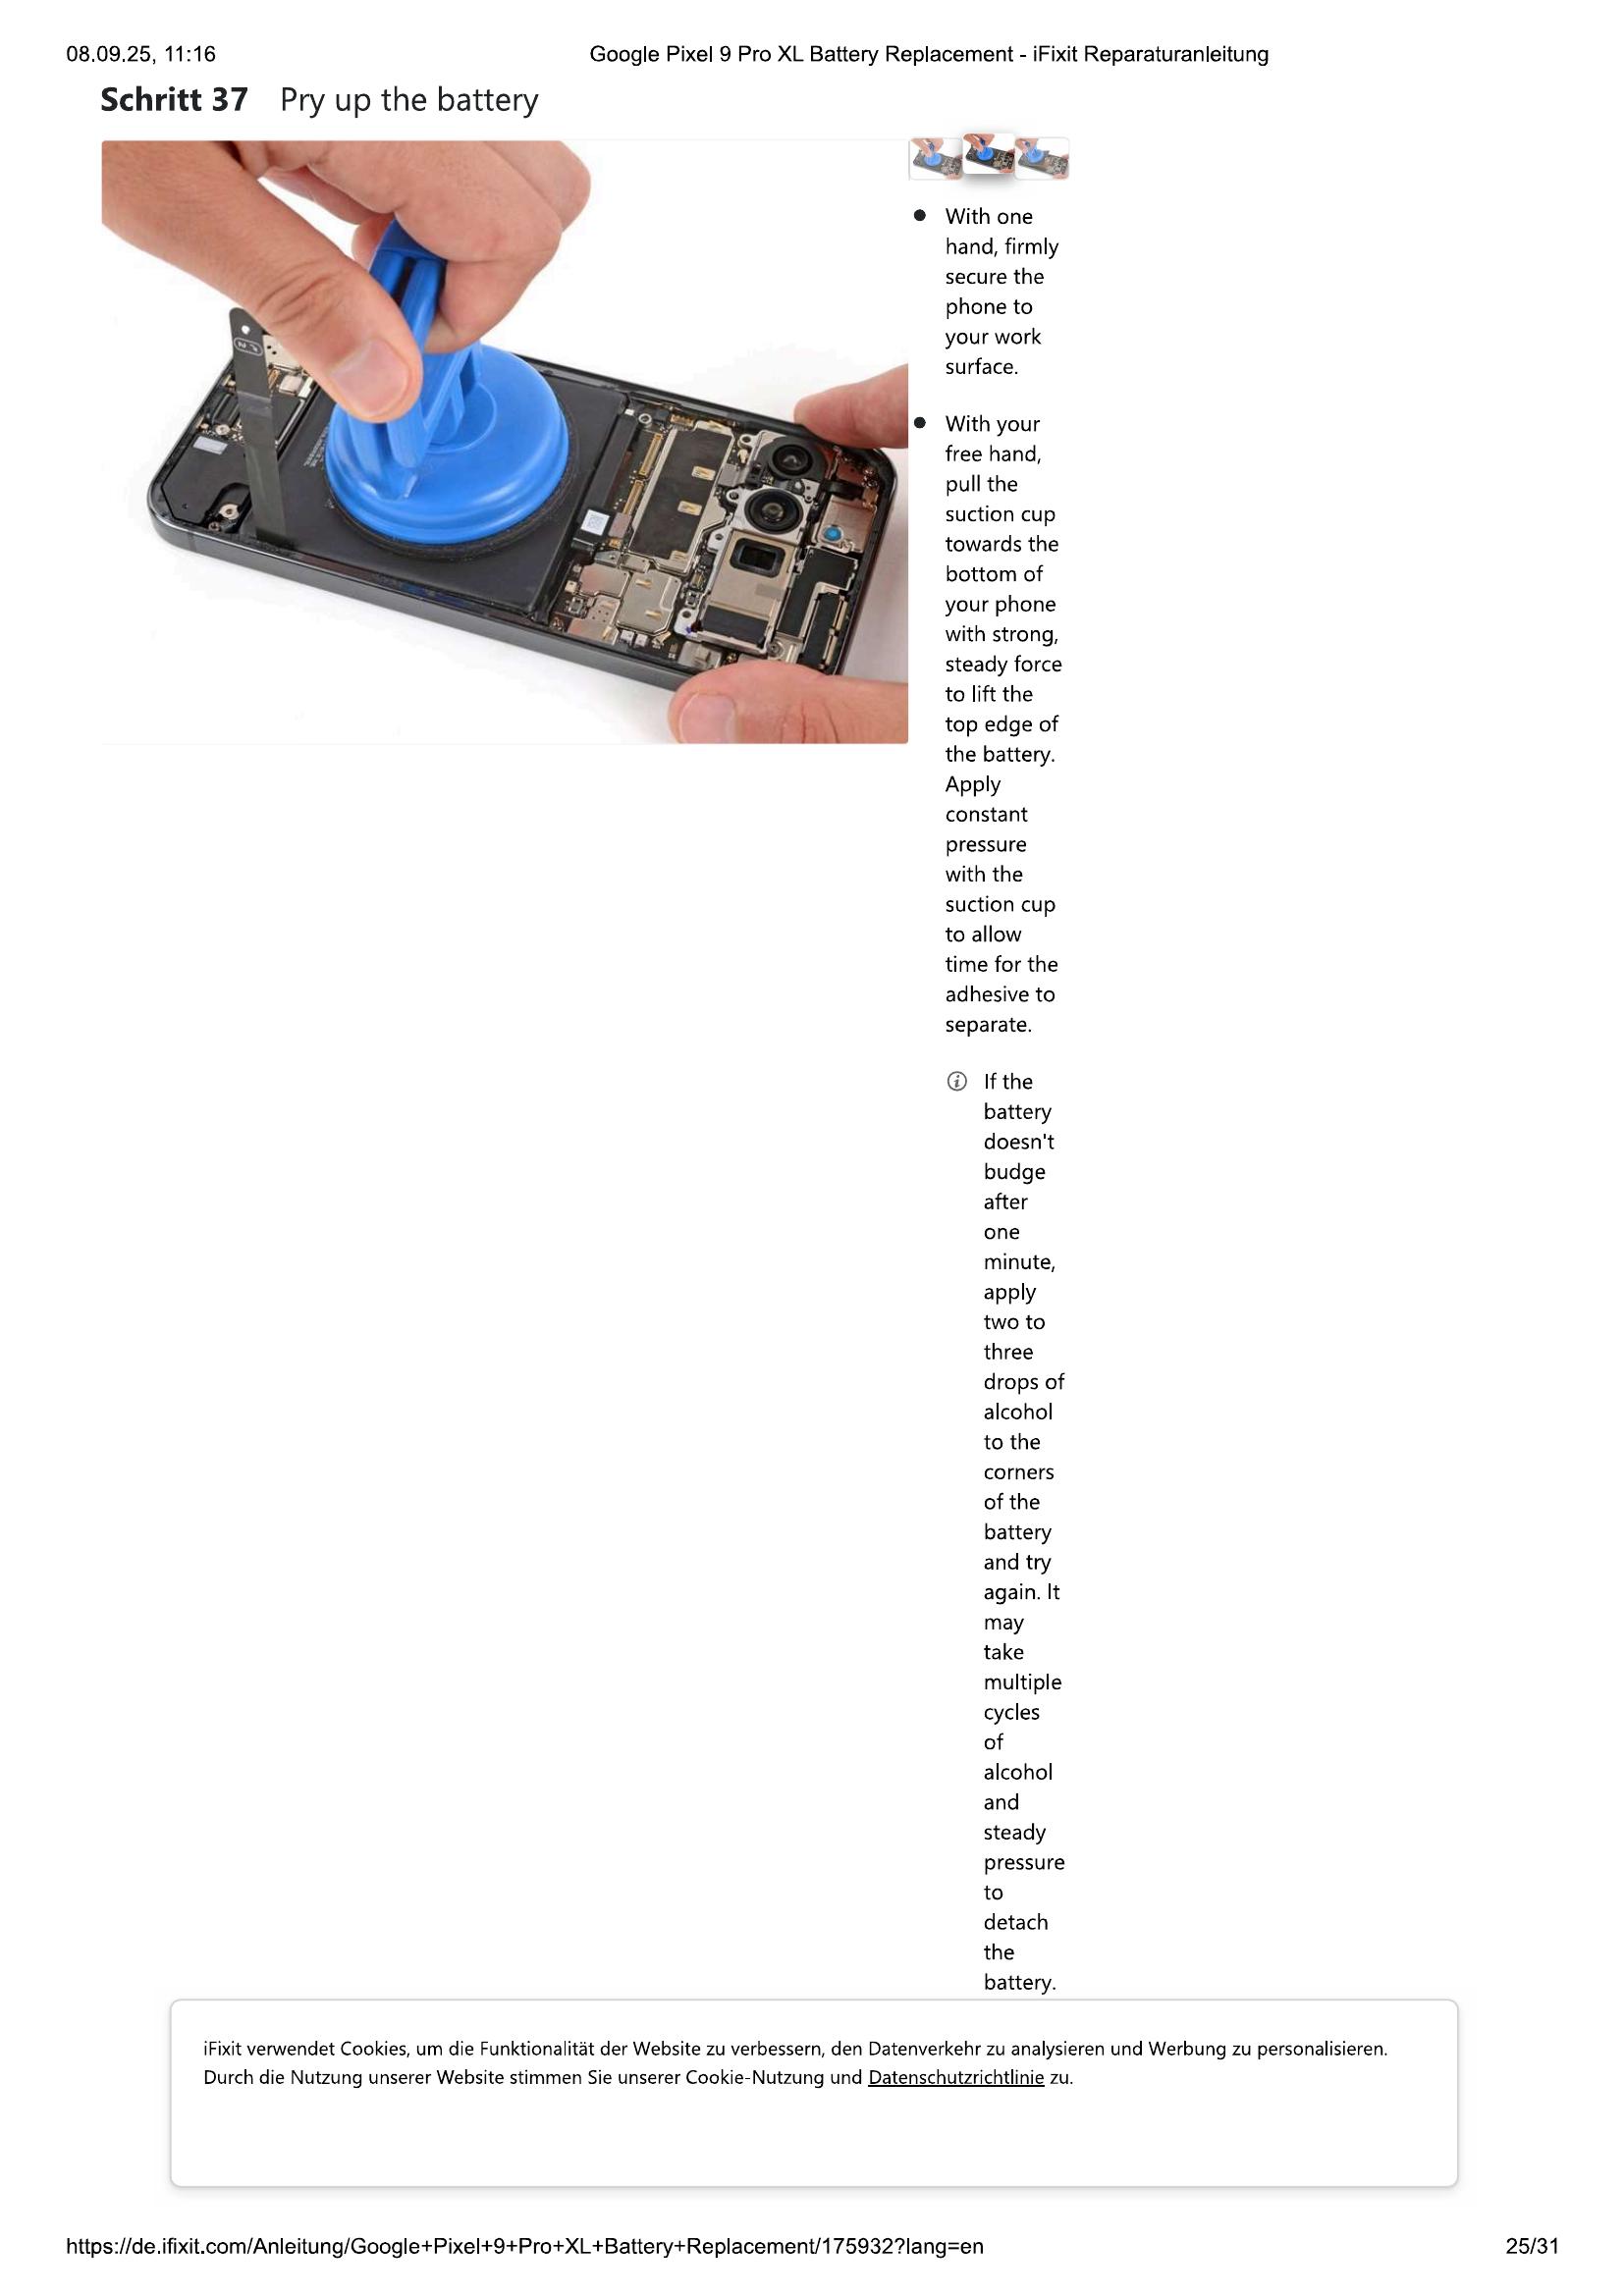 08.09.25, 11:16
Google Pixel 9 Pro XL Battery Replacement - iFixit Reparaturanleitung
Schritt 37 Pry up the battery
With one
hand, firmly
secure the
phone to
your work
surface.
With your
free hand,
pull the
suction cup
towards the
bottom of
your phone
with strong,
steady force
to lift the
top edge of
the battery.
Apply
constant
pressure
with the
suction cup
to allow
time for the
adhesive to
separate.
If the
battery
doesn't
budge
after
one
minute,
apply
two to
three
drops of
alcohol
to the
corners
of the
battery
and try
again. It
may
take
multiple
cycles
of
alcohol
and
steady
pressure
to
detach
the
battery.
iFixit verwendet Cookies, um die Funktionalität der Website zu verbessern, den Datenverkehr zu analysieren und Werbung zu personalisieren.
Durch die Nutzung unserer Website stimmen Sie unserer Cookie-Nutzung und Datenschutzrichtlinie zu.
https://de.ifixit.com/Anleitung/Google+Pixel+9+Pro+XL+Battery+Replacement/175932?lang=en
25/31